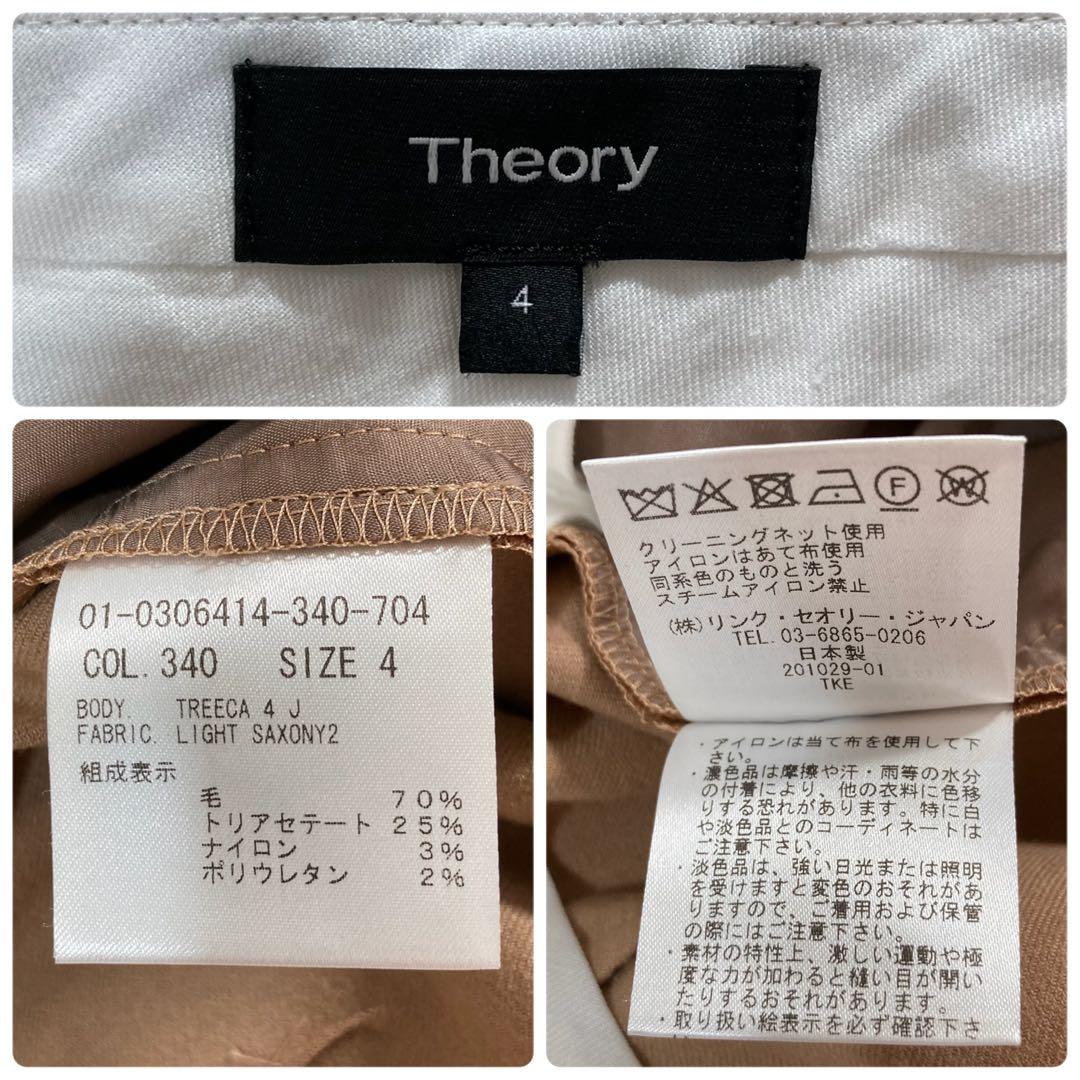 Theory
4
01-0306414-340-704
COL. 340 SIZE 4
BODY. TREECA 4 J
FABRIC. LIGHT SAXONY2
組成表示
毛 70%
トリアセテート 25%
ナイロン 3%
ポリウレタン 2%
F W
クリーニングネット使用
アイロンはあて布使用
同系色のものと洗う
スチームアイロン禁止
(株)リンク・セオリー・ジャパン
TEL. 03-6865-0206
日本製
201029-01
TKE
・アイロンは当て布を使用して下
さい。
・濃色品は摩擦や汗・雨等の水分
の付着により、他の衣料に色移
りする恐れがあります。特に白
や淡色品とのコーディネートは
ご注意下さい。
・淡色品は、強い日光または照明
を受けますと変色のおそれがあ
りますので、ご着用および保管
の際にはご注意下さい。
・素材の特性上、激しい運動や極
度な力が加わると縫い目が開い
たりするおそれがあります。
・取り扱い絵表示を必ず確認下さ